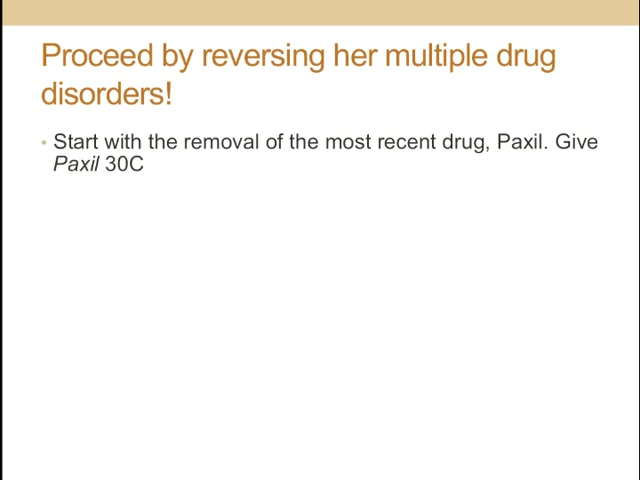 Proceed by reversing her multiple drug
disorders!
• Start with the removal of the most recent drug, Paxil. Give
Paxil 30C